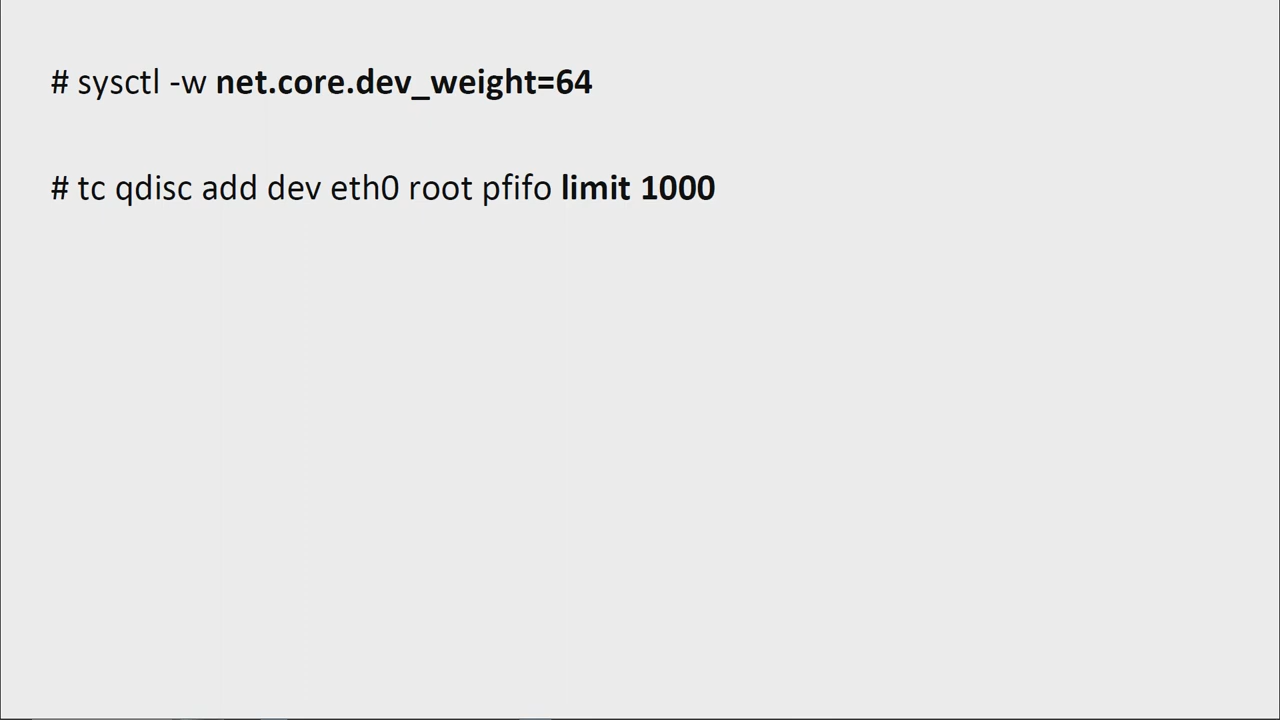 # sysctl -w net.core.dev_weight=64
# tc qdisc add dev eth0 root pfifo limit 1000